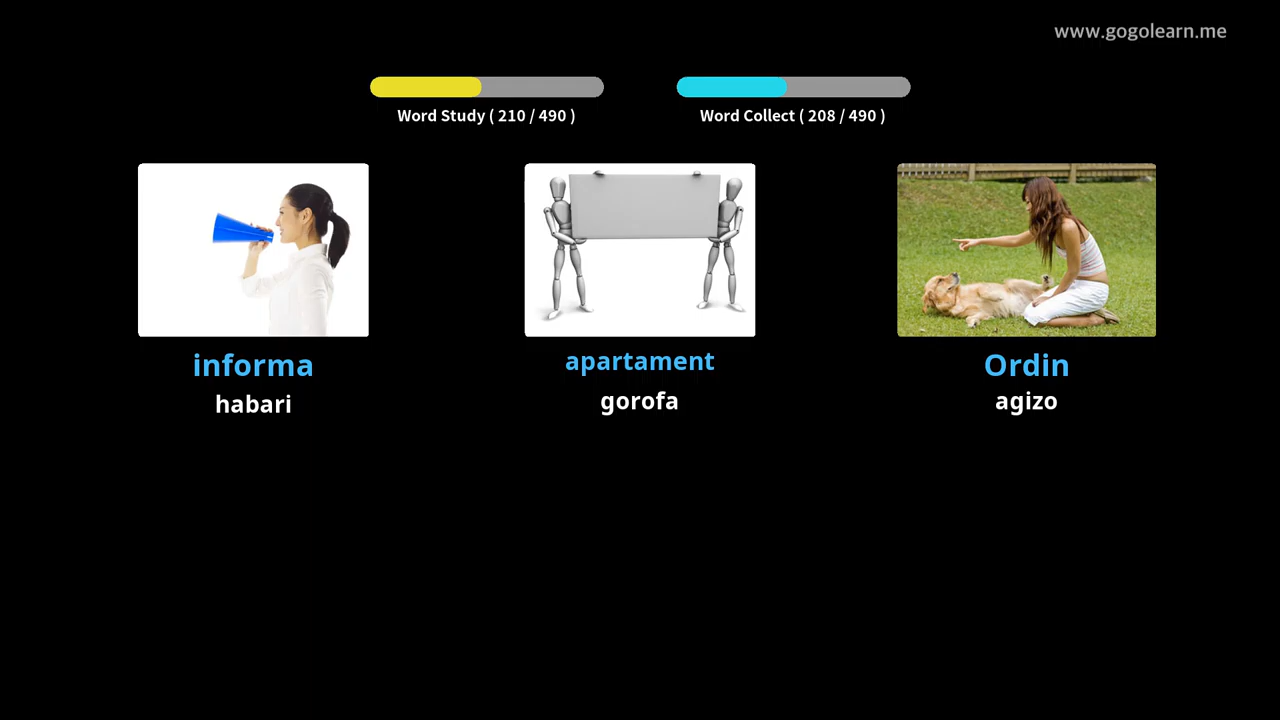 www.gogolearn.me
Word Study ( 210 / 490 )
Word Collect ( 208 / 490 )
informa
habari
apartament
gorofa
Ordin
agizo